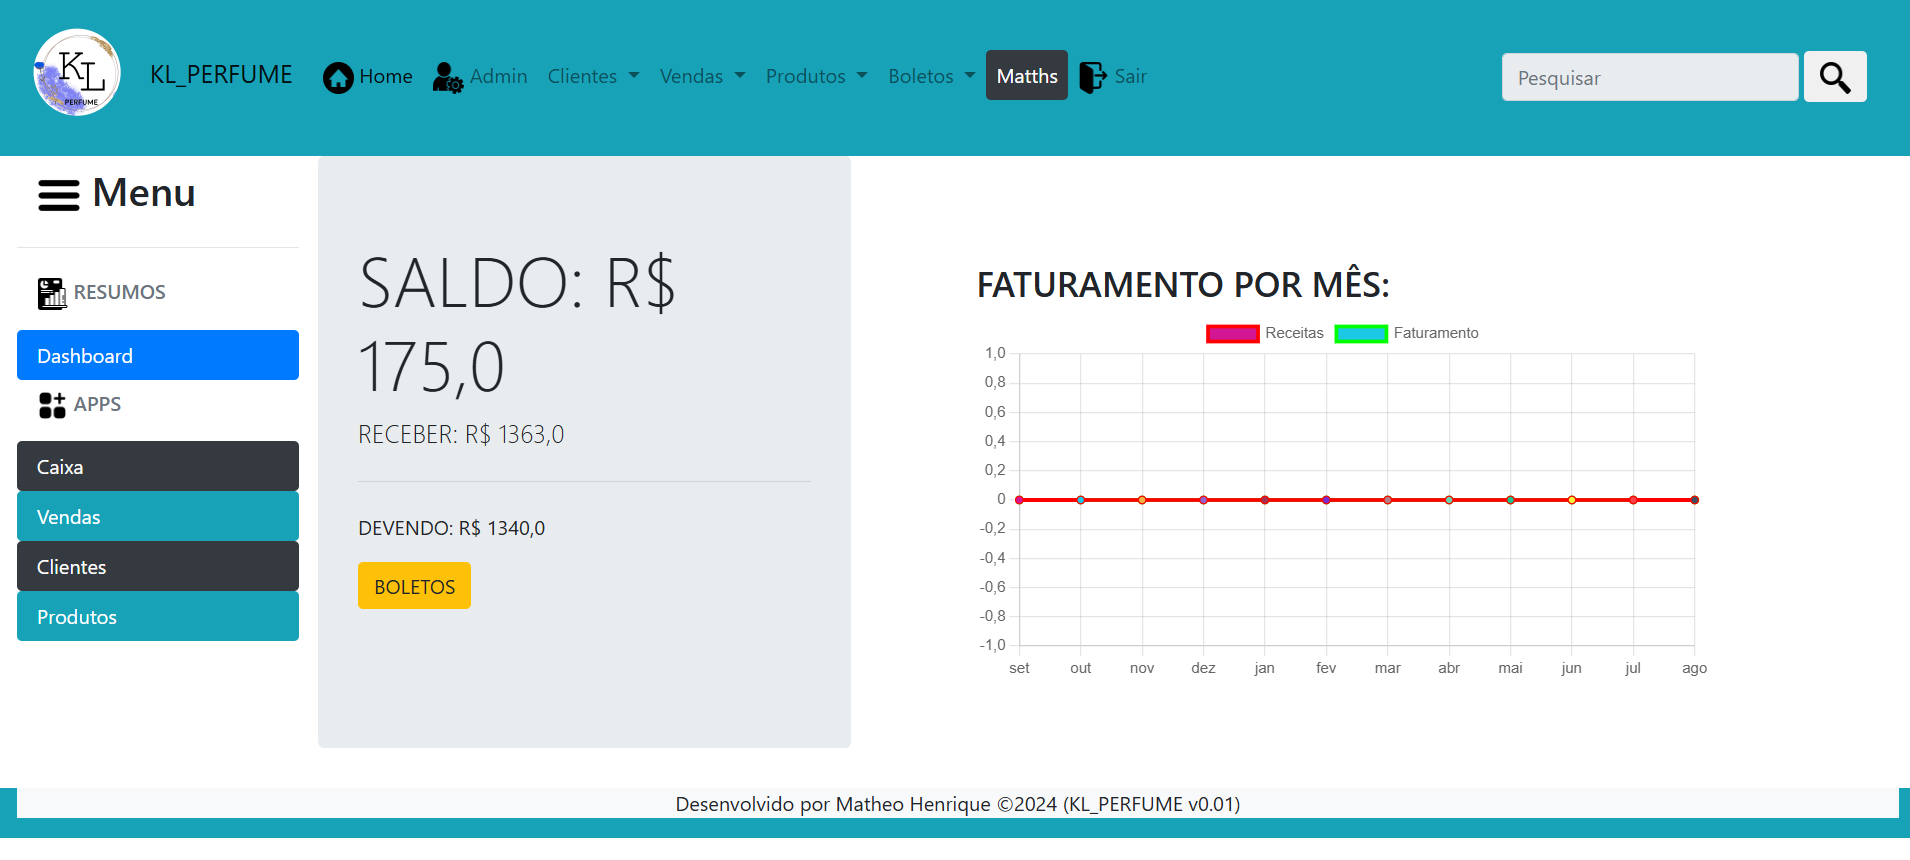 KL
PERFUME
KL_PERFUME
Home
Admin
Clientes
Vendas
Produtos
Boletos
Matths
Sair
Pesquisar
Menu
RESUMOS
Dashboard
APPS
Caixa
Vendas
Clientes
Produtos
SALDO: R$
175,0
RECEBER: R$ 1363,0
DEVENDO: R$ 1340,0
BOLETOS
FATURAMENTO POR MÊS:
Receitas
Faturamento
1,0
0,8
0,6
0,4
0,2
0
-0,2
-0,4
-0,6
-0,8
-1,0
set out nov dez jan fev mar abr mai jun jul ago
Desenvolvido por Matheo Henrique ©2024 (KL_PERFUME v0.01)